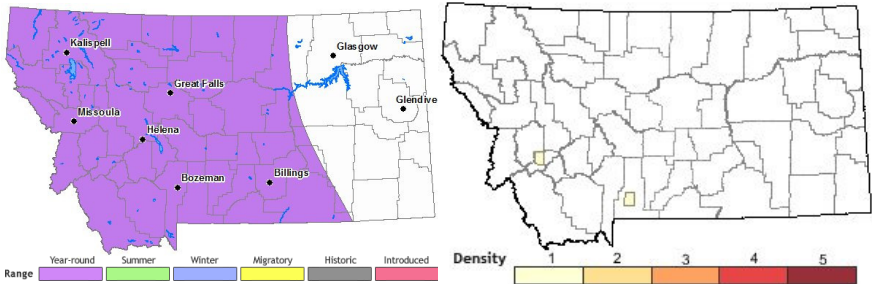 Kalispell
Glasgow
Great Falls
Glendive
Missoula
Helena
Bozeman
Billings
Year-round Summer Winter Migratory Historic Introduced
Range
Density 1 2 3 4 5